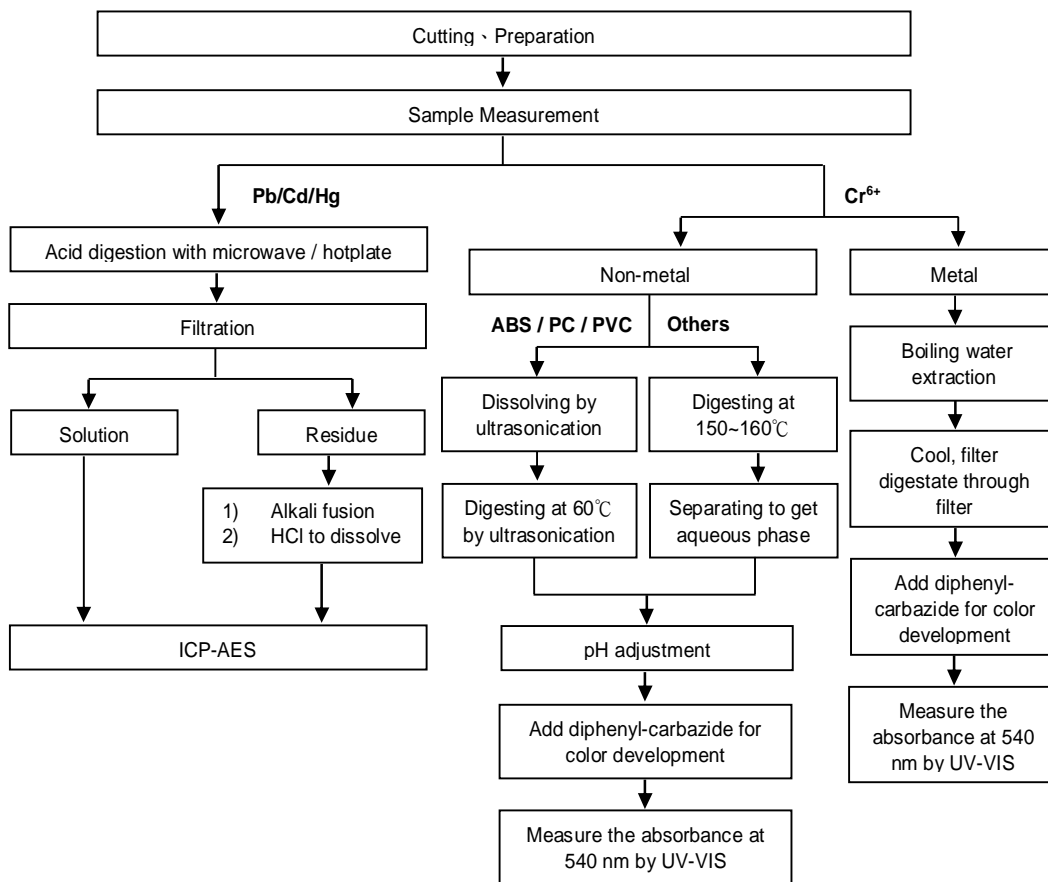 Cutting、Preparation
Sample Measurement
Pb/Cd/Hg
Cr⁶⁺
Acid digestion with microwave / hotplate
Non-metal
Metal
Filtration
ABS / PC / PVC
Others
Boiling water
extraction
Solution
Residue
Dissolving by
ultrasonication
Digesting at
150~160℃
Cool, filter
digestate through
filter
1) Alkali fusion
2) HCl to dissolve
Digesting at 60℃
by ultrasonication
Separating to get
aqueous phase
Add diphenyl-
carbazide for color
development
ICP-AES
pH adjustment
Measure the
absorbance at 540
nm by UV-VIS
Add diphenyl-carbazide for
color development
Measure the absorbance at
540 nm by UV-VIS